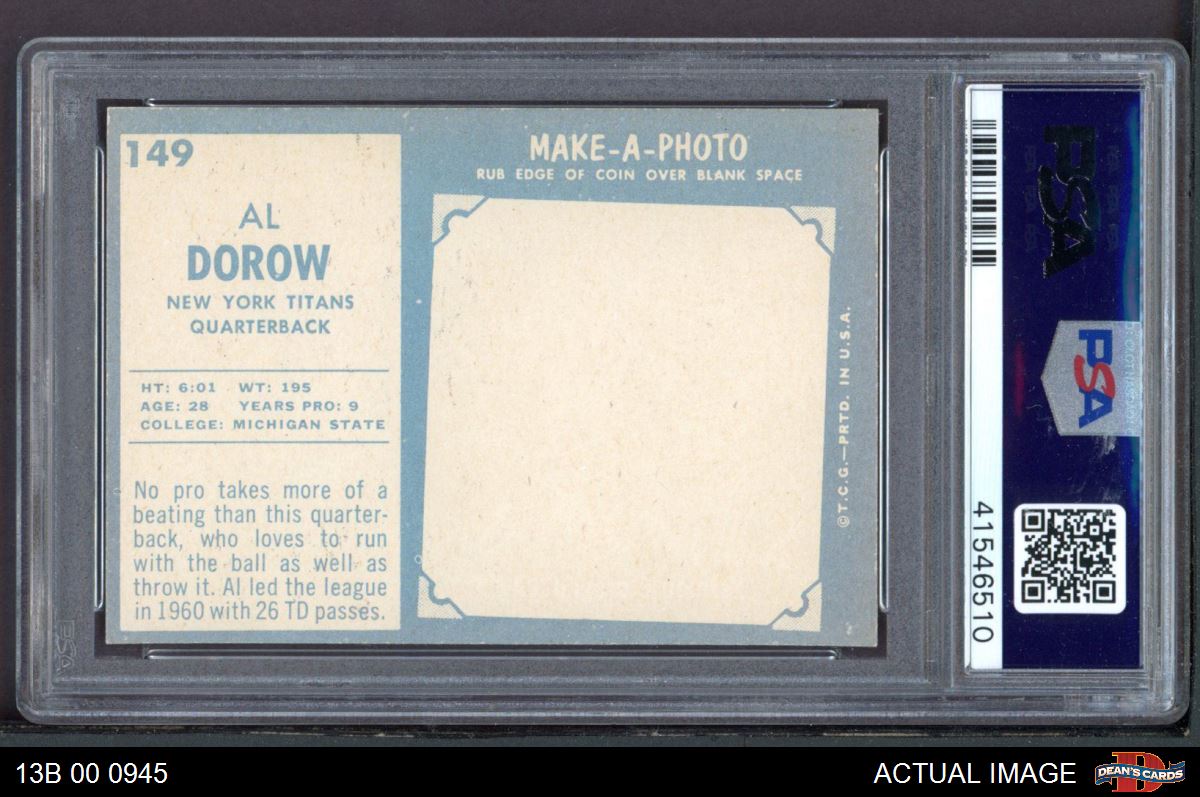 149
AL
DOROW
NEW YORK TITANS
QUARTERBACK
HT: 6:01 WT: 195
AGE: 28 YEARS PRO: 9
COLLEGE: MICHIGAN STATE
No pro takes more of a
beating than this quarter-
back, who loves to run
with the ball as well as
throw it. Al led the league
in 1960 with 26 TD passes.
MAKE-A-PHOTO
RUB EDGE OF COIN OVER BLANK SPACE
©T.C.G.—PRTD. IN U.S.A.
PSA
PSA
41546510
PSA
13B 00 0945
ACTUAL IMAGE
DEAN'S CARDS